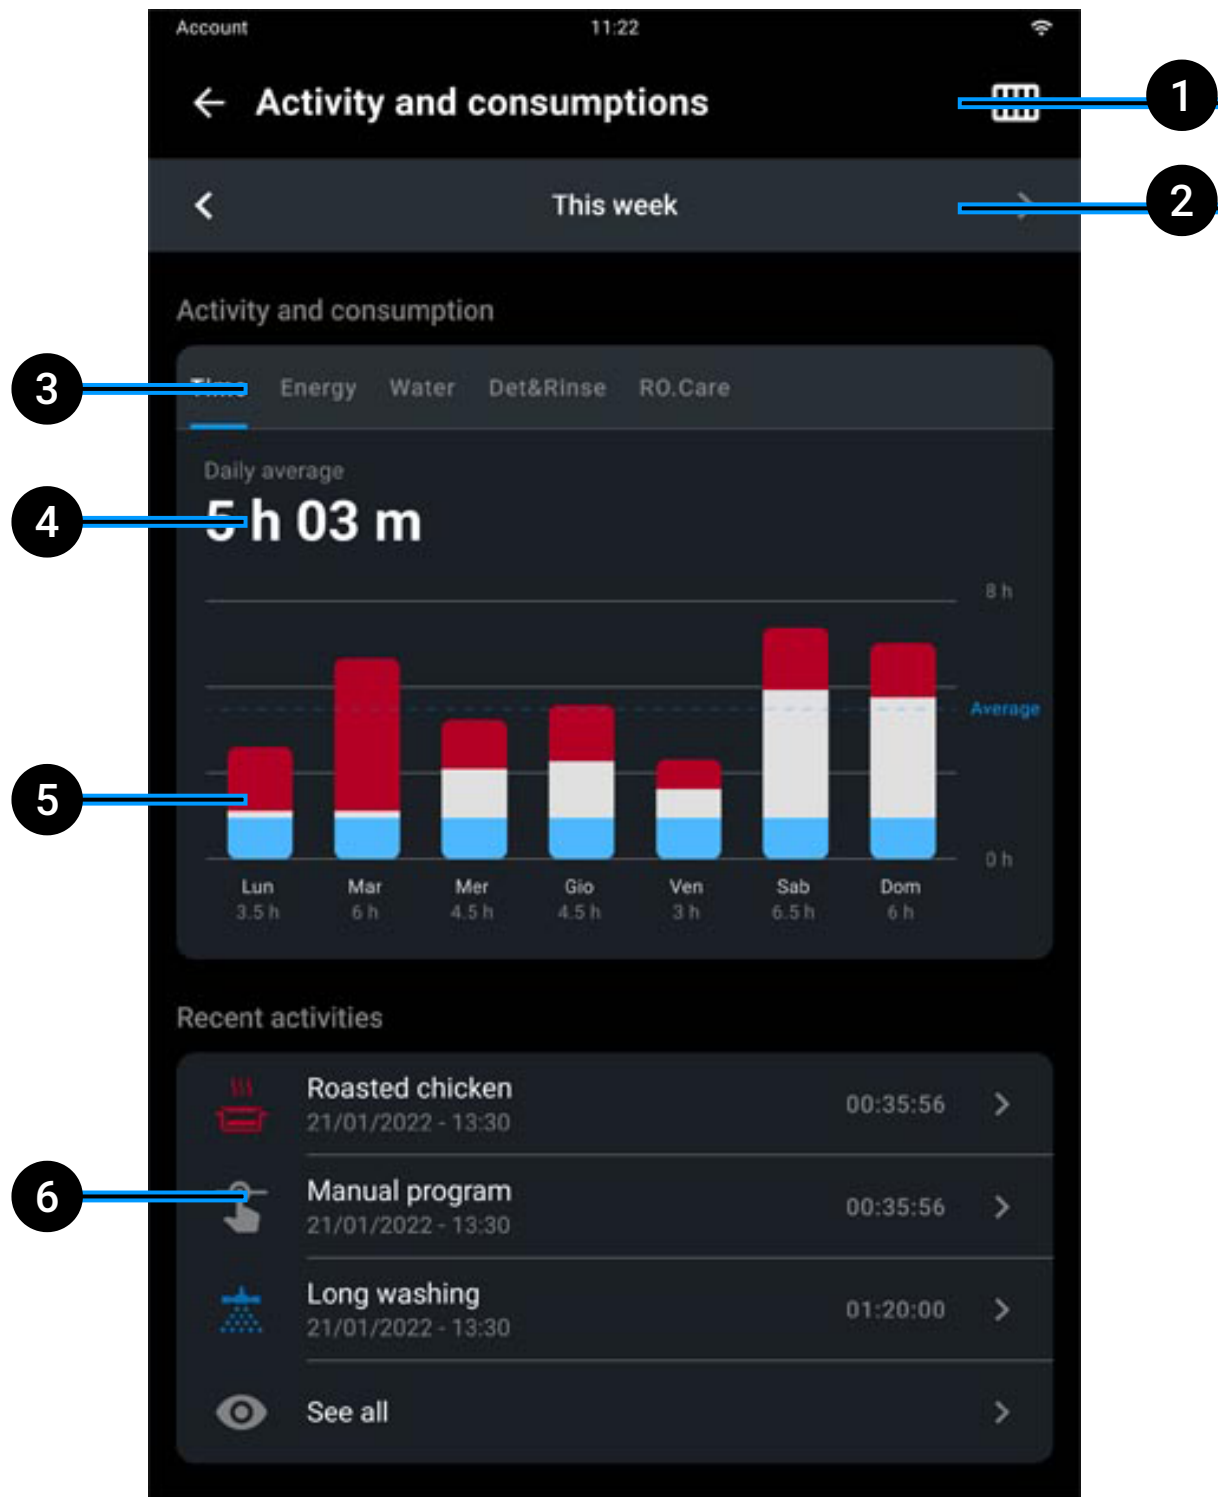 Account 11:22
Activity and consumptions
1
This week
2
Activity and consumption
3
Time Energy Water Det&Rinse RO.Care
Daily average
4
5 h 03 m
8 h
Average
5
0 h
Lun Mar Mer Gio Ven Sab Dom
3.5 h 6 h 4.5 h 4.5 h 3 h 6.5 h 6 h
Recent activities
Roasted chicken
21/01/2022 - 13:30
00:35:56
6
Manual program
21/01/2022 - 13:30
00:35:56
Long washing
21/01/2022 - 13:30
01:20:00
See all